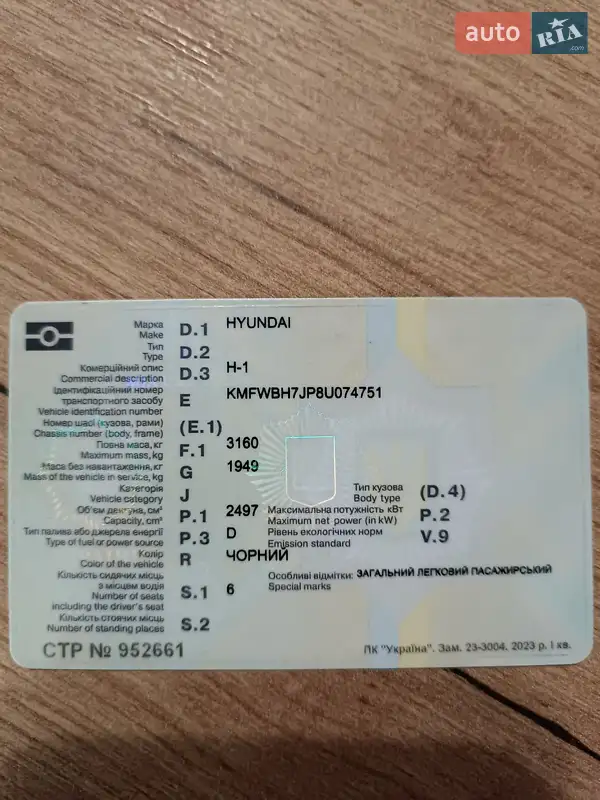 auto RIA .com
Марка D.1 HYUNDAI
Make
Тип D.2
Type
Комерційний опис D.3 H-1
Commercial description
Ідентифікаційний номер
транспортного засобу E KMFWBH7JP8U074751
Vehicle identification number
Номер шасі (кузова, рами) (E.1)
Chassis number (body, frame)
Повна маса, кг F.1 3160
Maximum mass, kg
Маса без навантаження, кг G 1949
Mass of the vehicle in service, kg
Категорія J Тип кузова (D.4)
Vehicle category Body type
Об'єм двигуна, см³ P.1 2497 Максимальна потужність кВт P.2
Capacity, cm³ Maximum net power (in kW)
Тип палива або джерела енергії P.3 D Рівень екологічних норм V.9
Type of fuel or power source Emission standard
Колір R ЧОРНИЙ
Color of the vehicle
Кількість сидячих місць Особливі відмітки: ЗАГАЛЬНИЙ ЛЕГКОВИЙ ПАСАЖИРСЬКИЙ
з місцем водія S.1 6 Special marks
Number of seats
including the driver's seat
Кількість стоячих місць S.2
Number of standing places
СТР № 952661 ПК "Україна". Зам. 23-3004. 2023 р. I кв.